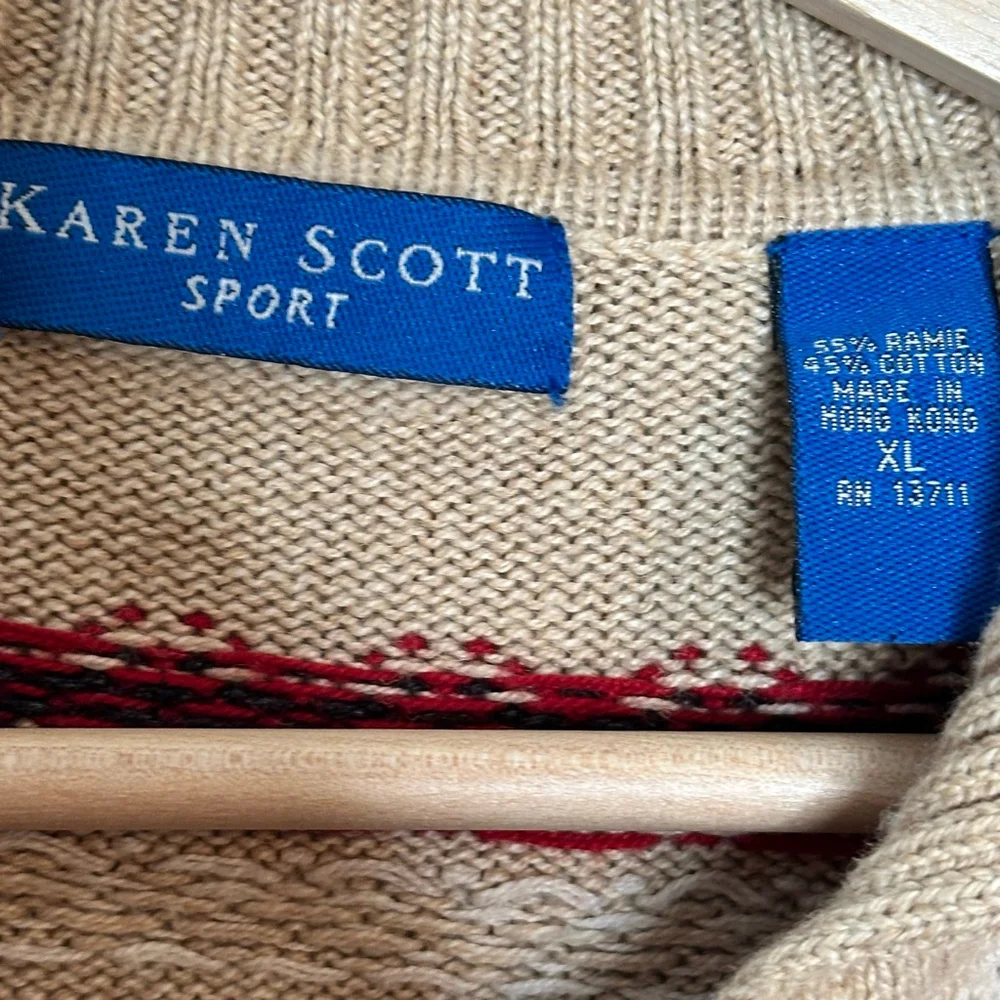 KAREN SCOTT
SPORT
55% RAMIE
45% COTTON
MADE IN
HONG KONG
XL
RN 13711